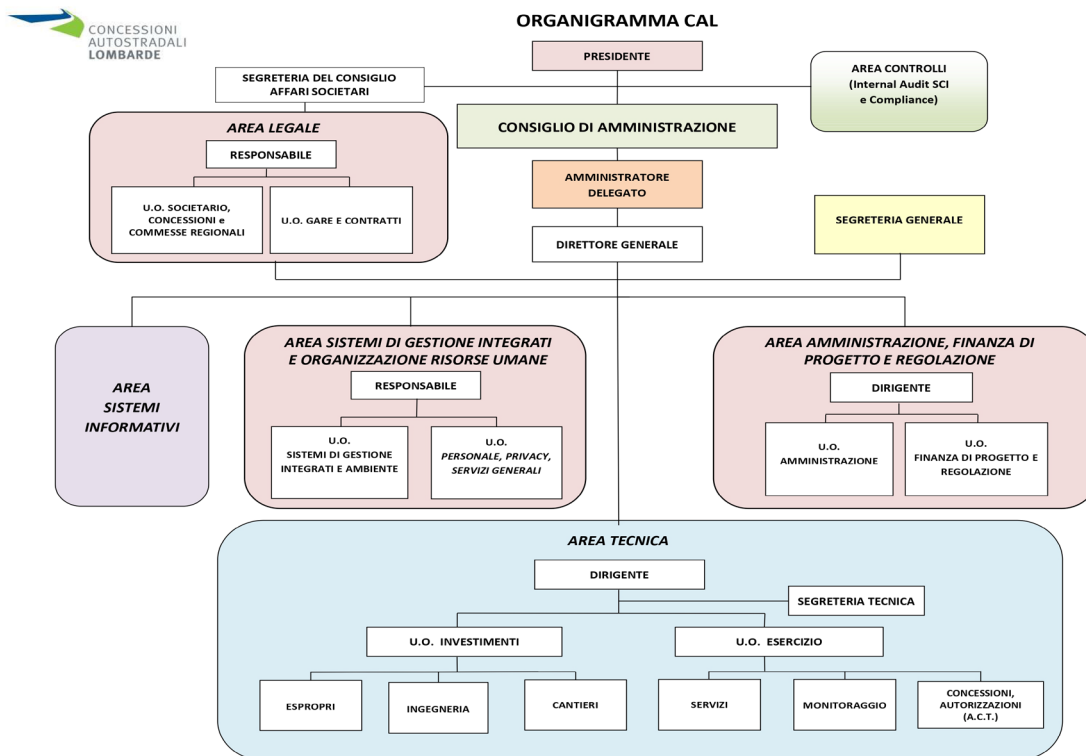 CONCESSIONI
AUTOSTRADALI
LOMBARDE
ORGANIGRAMMA CAL
PRESIDENTE
SEGRETERIA DEL CONSIGLIO
AFFARI SOCIETARI
AREA CONTROLLI
(Internal Audit SCI
e Compliance)
AREA LEGALE
RESPONSABILE
U.O. SOCIETARIO,
CONCESSIONI e
COMMESSE REGIONALI
U.O. GARE E CONTRATTI
CONSIGLIO DI AMMINISTRAZIONE
AMMINISTRATORE
DELEGATO
DIRETTORE GENERALE
SEGRETERIA GENERALE
AREA
SISTEMI
INFORMATIVI
AREA SISTEMI DI GESTIONE INTEGRATI
E ORGANIZZAZIONE RISORSE UMANE
RESPONSABILE
U.O.
SISTEMI DI GESTIONE
INTEGRATI E AMBIENTE
U.O.
PERSONALE, PRIVACY,
SERVIZI GENERALI
AREA AMMINISTRAZIONE, FINANZA DI
PROGETTO E REGOLAZIONE
DIRIGENTE
U.O.
AMMINISTRAZIONE
U.O.
FINANZA DI PROGETTO E
REGOLAZIONE
AREA TECNICA
DIRIGENTE
SEGRETERIA TECNICA
U.O. INVESTIMENTI
U.O. ESERCIZIO
ESPROPRI
INGEGNERIA
CANTIERI
SERVIZI
MONITORAGGIO
CONCESSIONI,
AUTORIZZAZIONI
(A.C.T.)